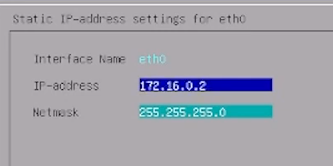 Static IP-address settings for eth0
Interface Name eth0
IP-address 172.16.0.2
Netmask 255.255.255.0